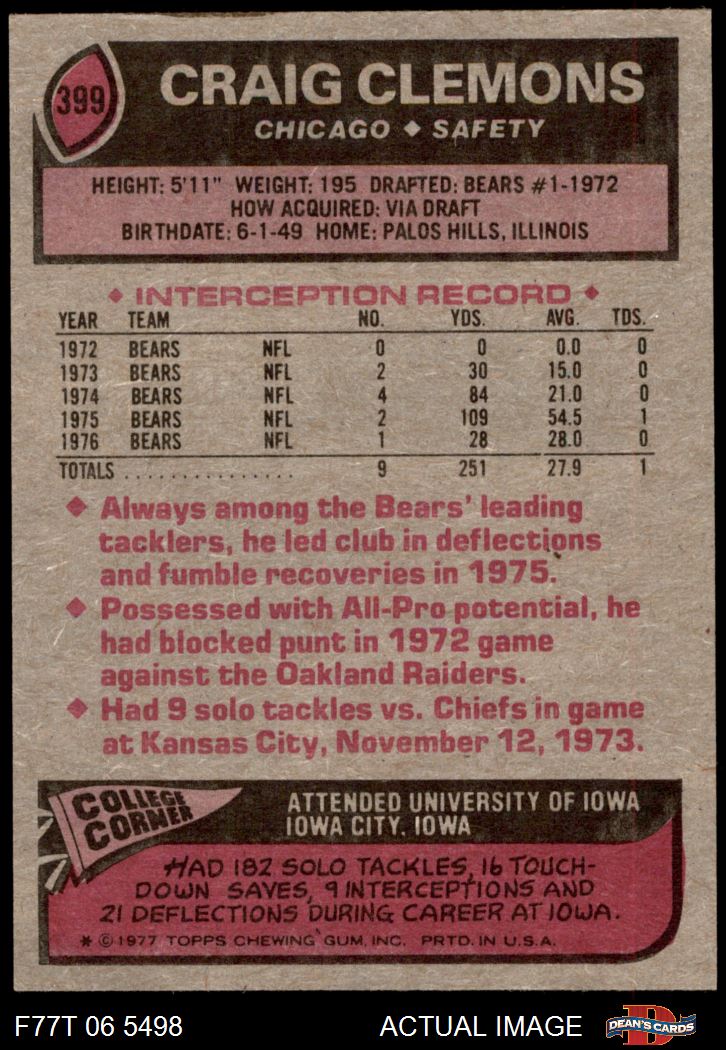 399
CRAIG CLEMONS
CHICAGO ◆ SAFETY
HEIGHT: 5'11" WEIGHT: 195 DRAFTED: BEARS #1-1972
HOW ACQUIRED: VIA DRAFT
BIRTHDATE: 6-1-49 HOME: PALOS HILLS, ILLINOIS
◆ INTERCEPTION RECORD ◆
YEAR TEAM NO. YDS. AVG. TDS.
1972 BEARS NFL 0 0 0.0 0
1973 BEARS NFL 2 30 15.0 0
1974 BEARS NFL 4 84 21.0 0
1975 BEARS NFL 2 109 54.5 1
1976 BEARS NFL 1 28 28.0 0
TOTALS ................ 9 251 27.9 1
◆ Always among the Bears' leading
tacklers, he led club in deflections
and fumble recoveries in 1975.
◆ Possessed with All-Pro potential, he
had blocked punt in 1972 game
against the Oakland Raiders.
◆ Had 9 solo tackles vs. Chiefs in game
at Kansas City, November 12, 1973.
COLLEGE
CORNER
ATTENDED UNIVERSITY OF IOWA
IOWA CITY, IOWA
HAD 182 SOLO TACKLES, 16 TOUCH-
DOWN SAVES, 9 INTERCEPTIONS AND
21 DEFLECTIONS DURING CAREER AT IOWA.
* © 1977 TOPPS CHEWING GUM, INC. PRTD. IN U.S.A.
F77T 06 5498 ACTUAL IMAGE
D
DEAN'S CARDS